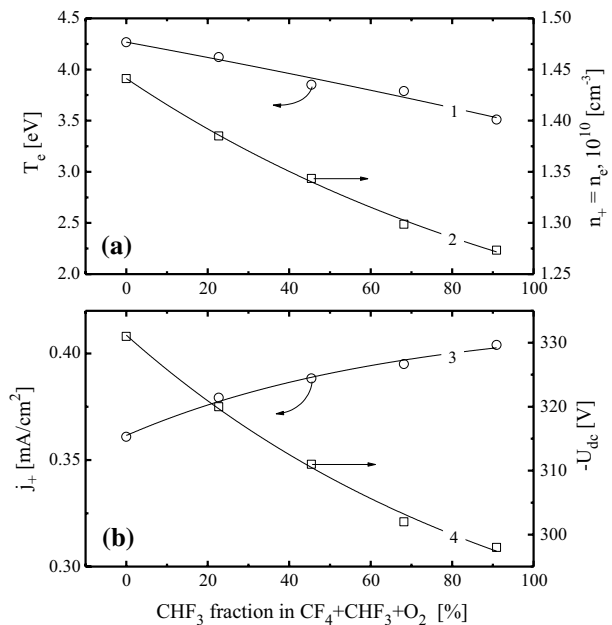 4.5
4.0
3.5
3.0
2.5
2.0
T_e [eV]
1
2
(a)
1.50
1.45
1.40
1.35
1.30
1.25
n_+ = n_e, 10^10 [cm^-3]
0 20 40 60 80 100
0.40
0.35
0.30
j_+ [mA/cm^2]
3
4
(b)
330
320
310
300
-U_dc [V]
0 20 40 60 80 100
CHF_3 fraction in CF_4+CHF_3+O_2 [%]